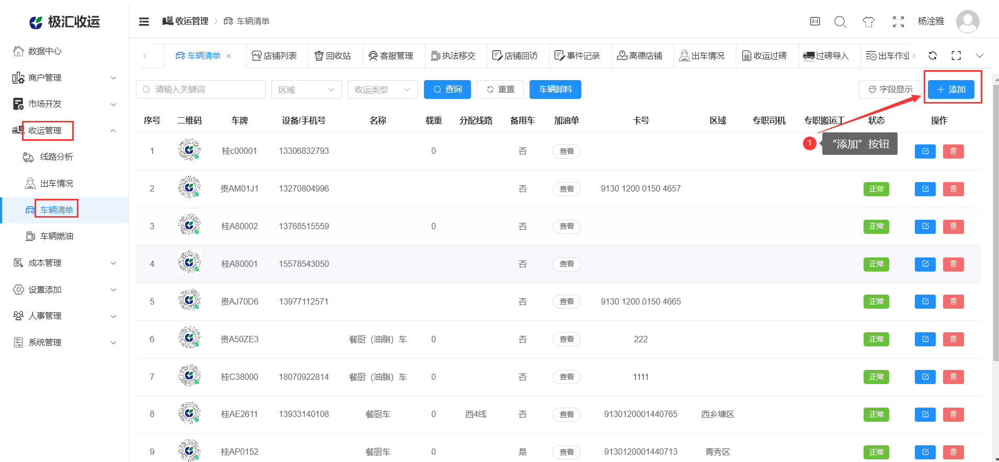 极汇收运
收运管理 > 车辆清单
杨淦雅
数据中心
商户管理
市场开发
收运管理
线路分析
出车情况
车辆清单
车辆燃油
成本管理
设置添加
人事管理
系统管理
车辆清单 × 店铺列表 回收站 客服管理 执法移交 店铺回访 事件记录 高德店铺 出车情况 收运过磅 过磅导入 出车作业
请输入关键词 区域 收运类型 查询 重置 车辆卸料 字段显示 + 添加
序号 二维码 车牌 设备/手机号 名称 载重 分配线路 备用车 加油单 卡号 区域 专职司机 专职搬运工 状态 操作
1 “添加”按钮
1 桂c00001 13306832793 0 否 查看
2 贵AM01J1 13270804996 否 查看 9130 1200 0150 4657 正常
3 桂A80002 13768515559 0 否 查看 正常
4 桂A80001 15578543050 否 查看 正常
5 贵AJ70D6 13977112571 否 查看 9130 1200 0150 4665 正常
6 贵A50ZE3 餐厨（油脂）车 0 否 查看 222 正常
7 桂C38000 18070922814 餐厨（油脂）车 0 否 查看 1111 正常
8 桂AE2611 13933140108 餐厨车 0 西4线 否 查看 9130120001440765 西乡塘区 正常
9 桂AP0152 餐厨车 0 是 查看 9130120001440713 青秀区 正常